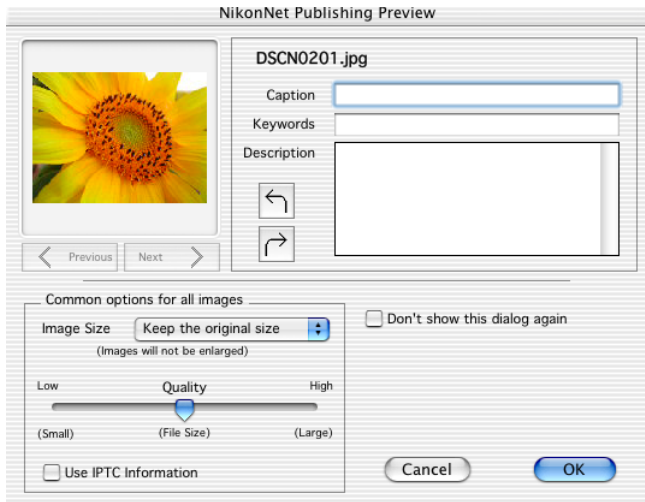 NikonNet Publishing Preview
DSCN0201.jpg
Caption
Keywords
Description
Previous
Next
Common options for all images
Image Size
Keep the original size
(Images will not be enlarged)
Low Quality High
(Small) (File Size) (Large)
Use IPTC Information
Don't show this dialog again
Cancel
OK